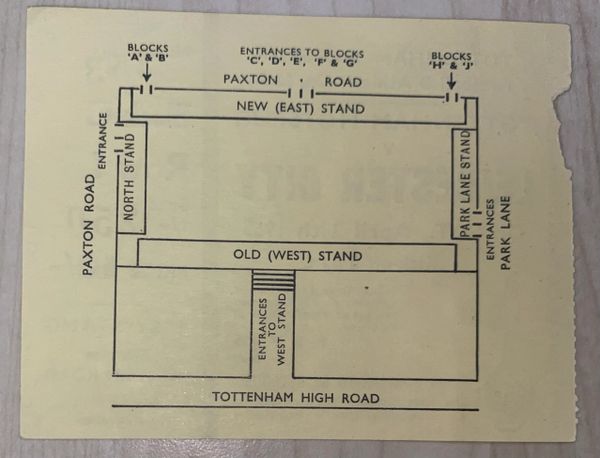 BLOCKS
'A' & 'B'
ENTRANCES TO BLOCKS
'C', 'D', 'E', 'F' & 'G'
BLOCKS
'H' & 'J'
PAXTON ROAD
NEW (EAST) STAND
ENTRANCE
NORTH STAND
PAXTON ROAD
PARK LANE STAND
ENTRANCES
PARK LANE
OLD (WEST) STAND
ENTRANCES
TO
WEST STAND
TOTTENHAM HIGH ROAD